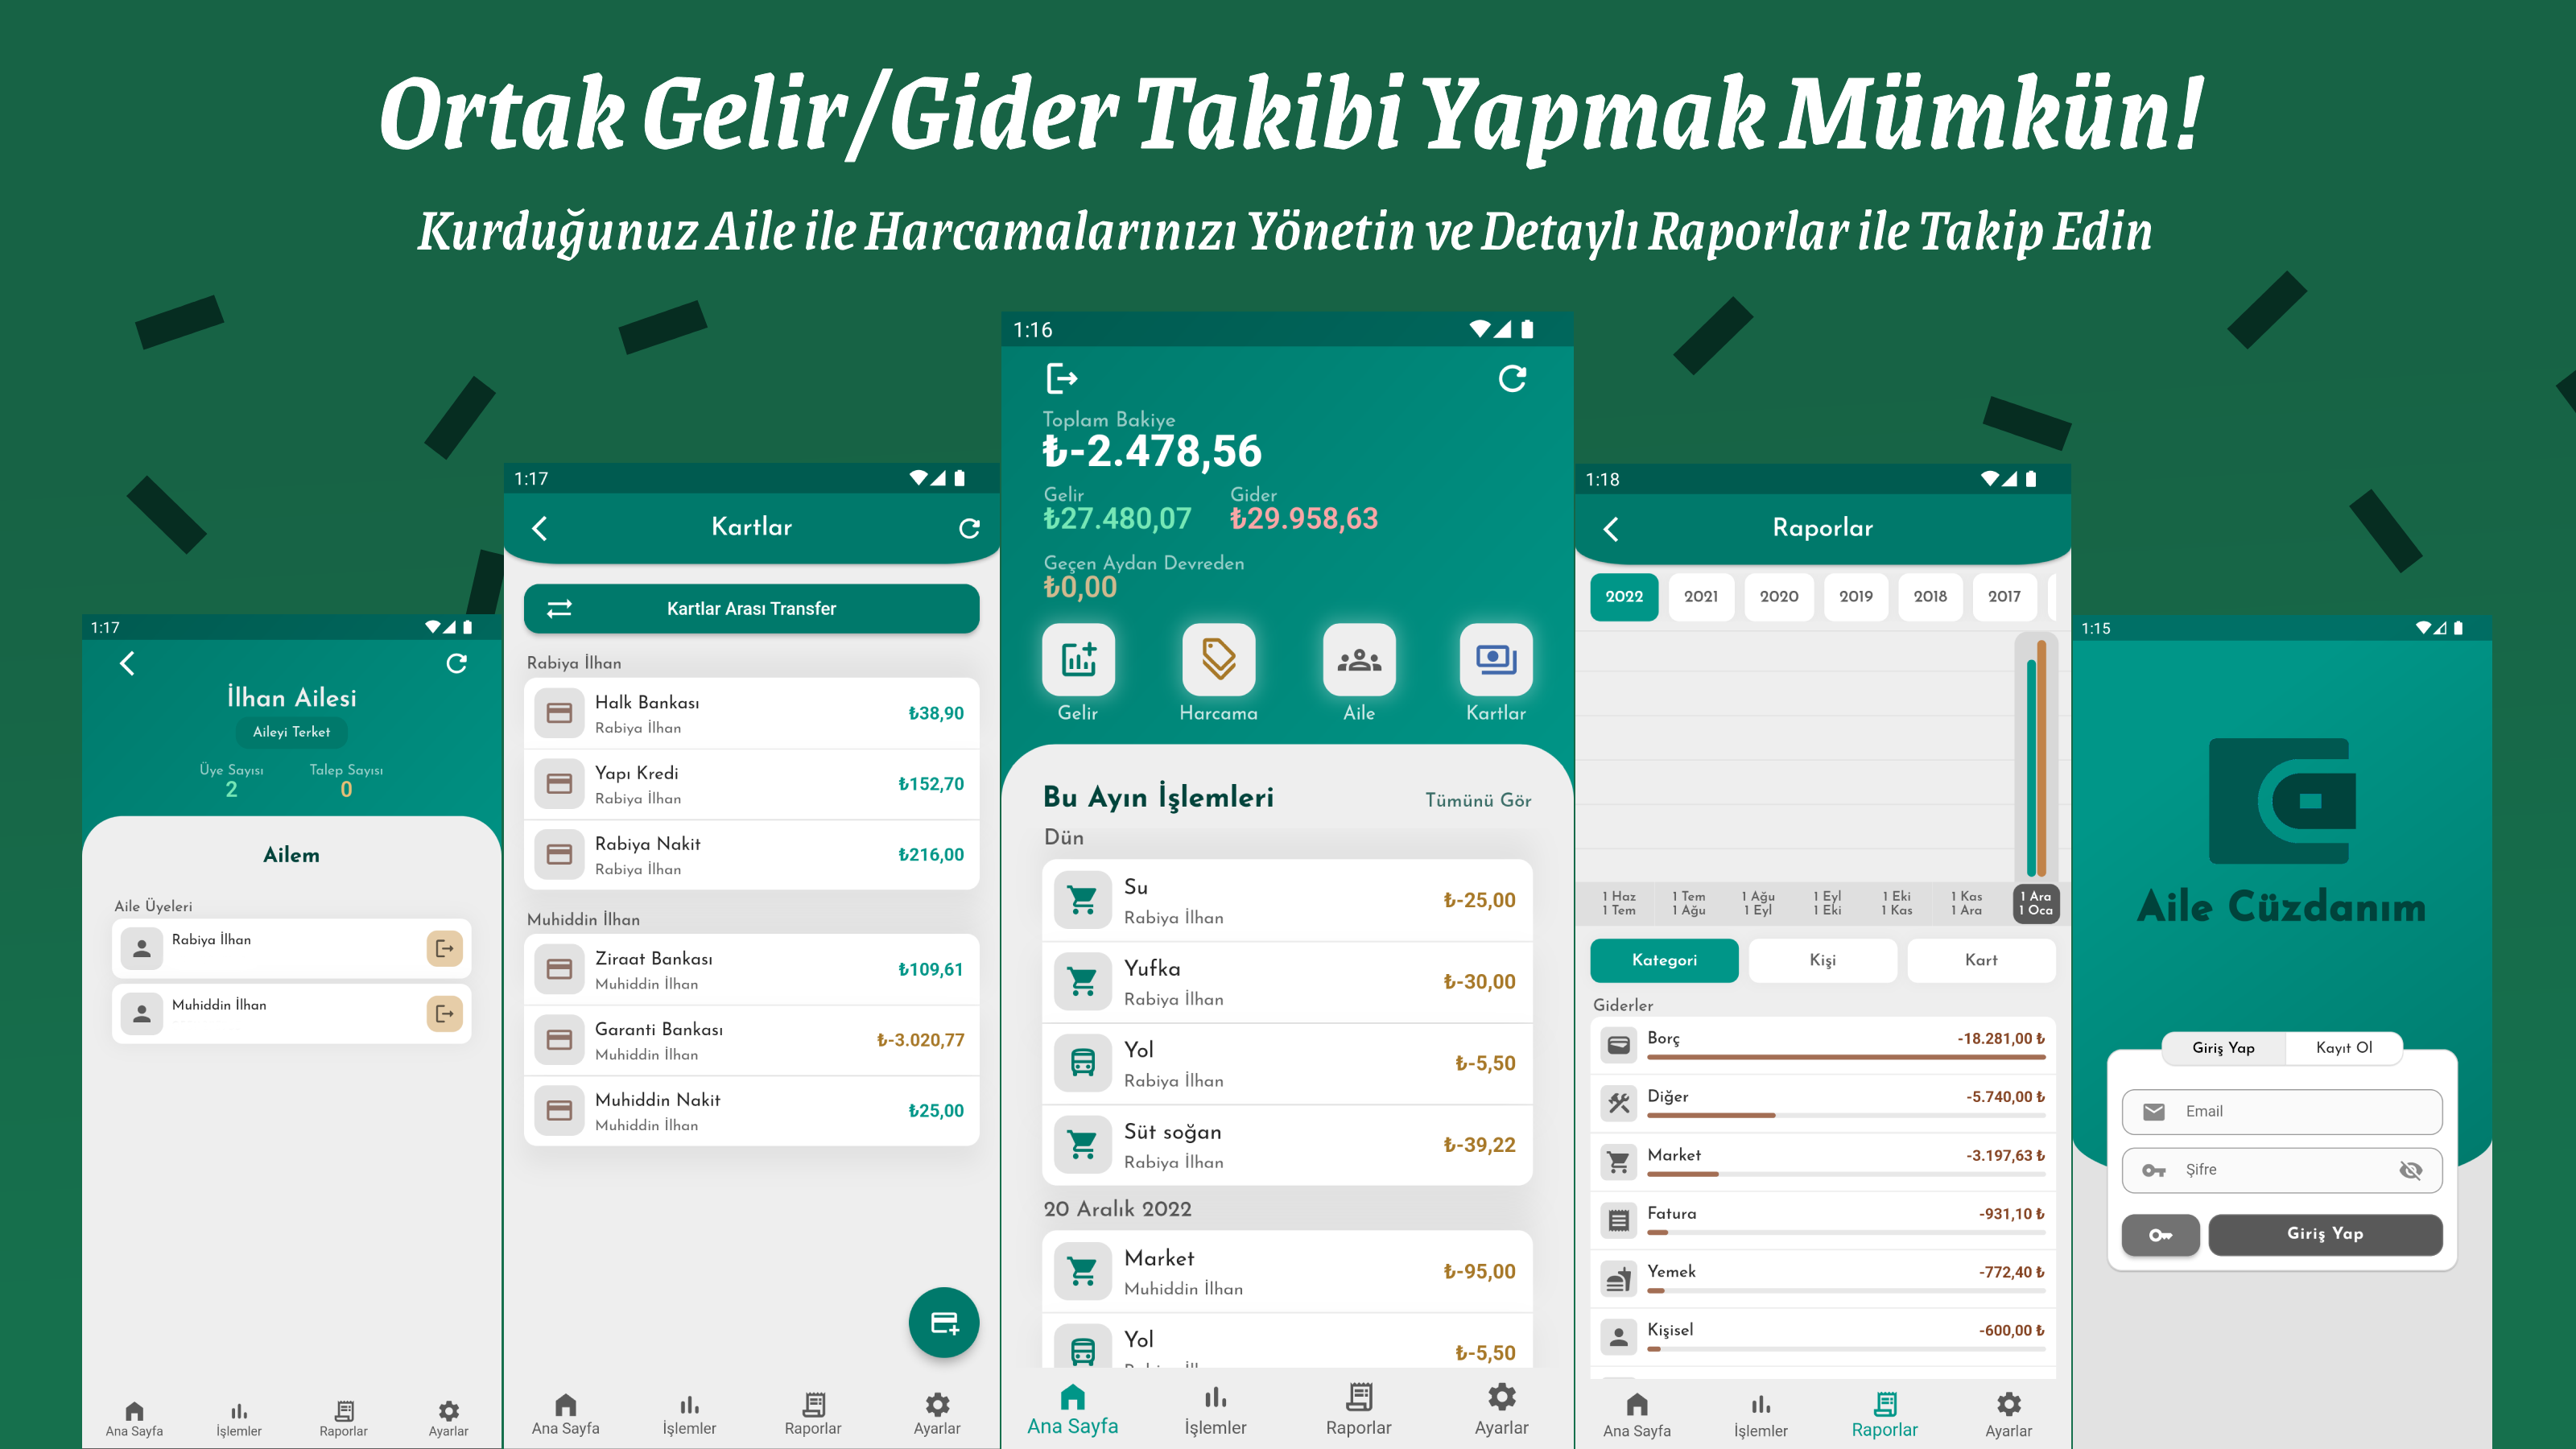 Ortak Gelir/Gider Takibi Yapmak Mümkün!
Kurduğunuz Aile ile Harcamalarınızı Yönetin ve Detaylı Raporlar ile Takip Edin
1:17
İlhan Ailesi
Aileyi Terket
Üye Sayısı Talep Sayısı
2 0
Ailem
Aile Üyeleri
Rabiya İlhan
Muhiddin İlhan
Ana Sayfa İşlemler Raporlar Ayarlar
1:17
Kartlar
Kartlar Arası Transfer
Rabiya İlhan
Halk Bankası ₺38,90
Rabiya İlhan
Yapı Kredi ₺152,70
Rabiya İlhan
Rabiya Nakit ₺216,00
Rabiya İlhan
Muhiddin İlhan
Ziraat Bankası ₺109,61
Muhiddin İlhan
Garanti Bankası ₺-3.020,77
Muhiddin İlhan
Muhiddin Nakit ₺25,00
Muhiddin İlhan
Ana Sayfa İşlemler Raporlar Ayarlar
1:16
Toplam Bakiye
₺-2.478,56
Gelir Gider
₺27.480,07 ₺29.958,63
Geçen Aydan Devreden
₺0,00
Gelir Harcama Aile Kartlar
Bu Ayın İşlemleri Tümünü Gör
Dün
Su ₺-25,00
Rabiya İlhan
Yufka ₺-30,00
Rabiya İlhan
Yol ₺-5,50
Rabiya İlhan
Süt soğan ₺-39,22
Rabiya İlhan
20 Aralık 2022
Market ₺-95,00
Muhiddin İlhan
Yol ₺-5,50
Ana Sayfa İşlemler Raporlar Ayarlar
1:18
Raporlar
2022 2021 2020 2019 2018 2017
1 Haz 1 Tem 1 Ağu 1 Eyl 1 Eki 1 Kas 1 Ara
1 Tem 1 Ağu 1 Eyl 1 Eki 1 Kas 1 Ara 1 Oca
Kategori Kişi Kart
Giderler
Borç -18.281,00 ₺
Diğer -5.740,00 ₺
Market -3.197,63 ₺
Fatura -931,10 ₺
Yemek -772,40 ₺
Kişisel -600,00 ₺
Ana Sayfa İşlemler Raporlar Ayarlar
1:15
Aile Cüzdanım
Giriş Yap Kayıt Ol
Email
Şifre
Giriş Yap